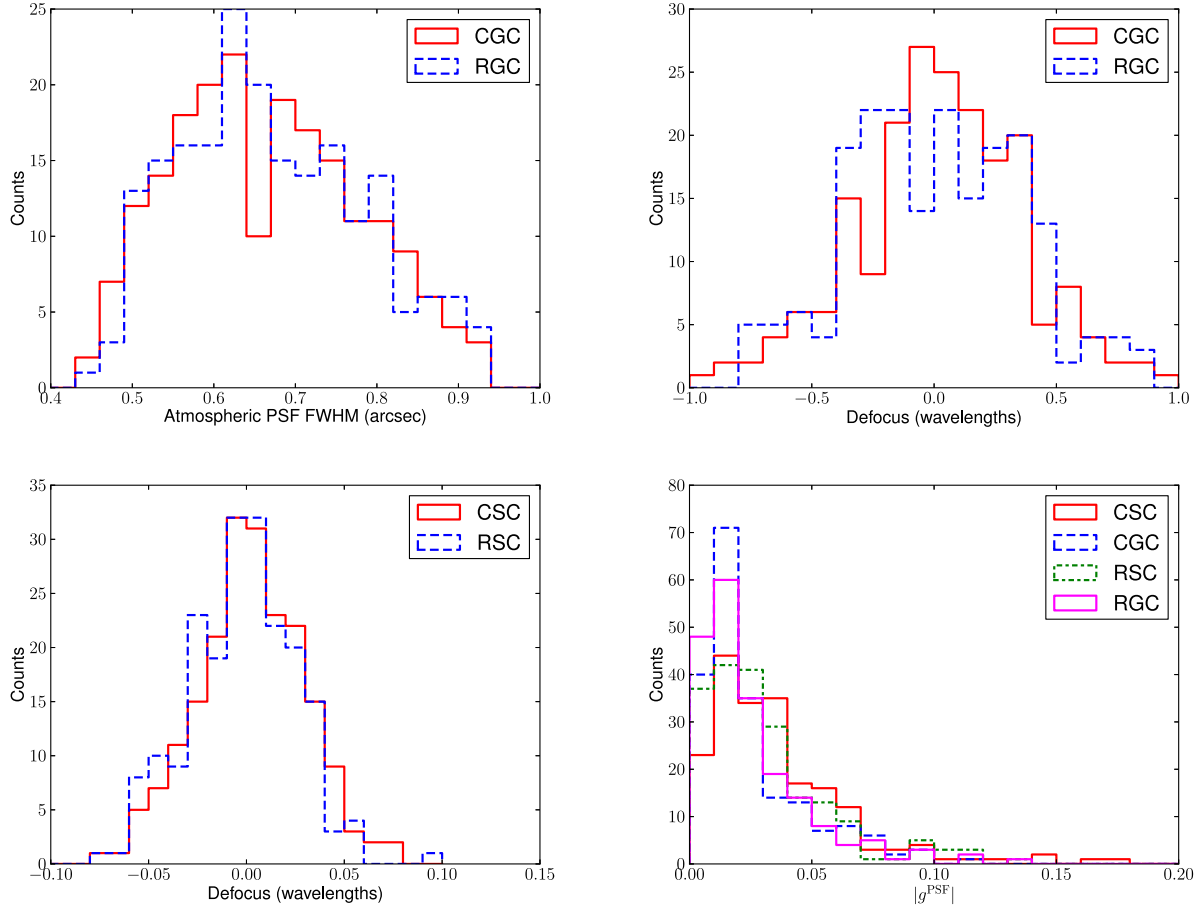 25
20
15
10
5
0
Counts
CGC
RGC
0.4 0.5 0.6 0.7 0.8 0.9 1.0
Atmospheric PSF FWHM (arcsec)
30
25
20
15
10
5
0
Counts
CGC
RGC
−1.0 −0.5 0.0 0.5 1.0
Defocus (wavelengths)
35
30
25
20
15
10
5
0
Counts
CSC
RSC
−0.10 −0.05 0.00 0.05 0.10 0.15
Defocus (wavelengths)
80
70
60
50
40
30
20
10
0
Counts
CSC
CGC
RSC
RGC
0.00 0.05 0.10 0.15 0.20
|g^PSF|